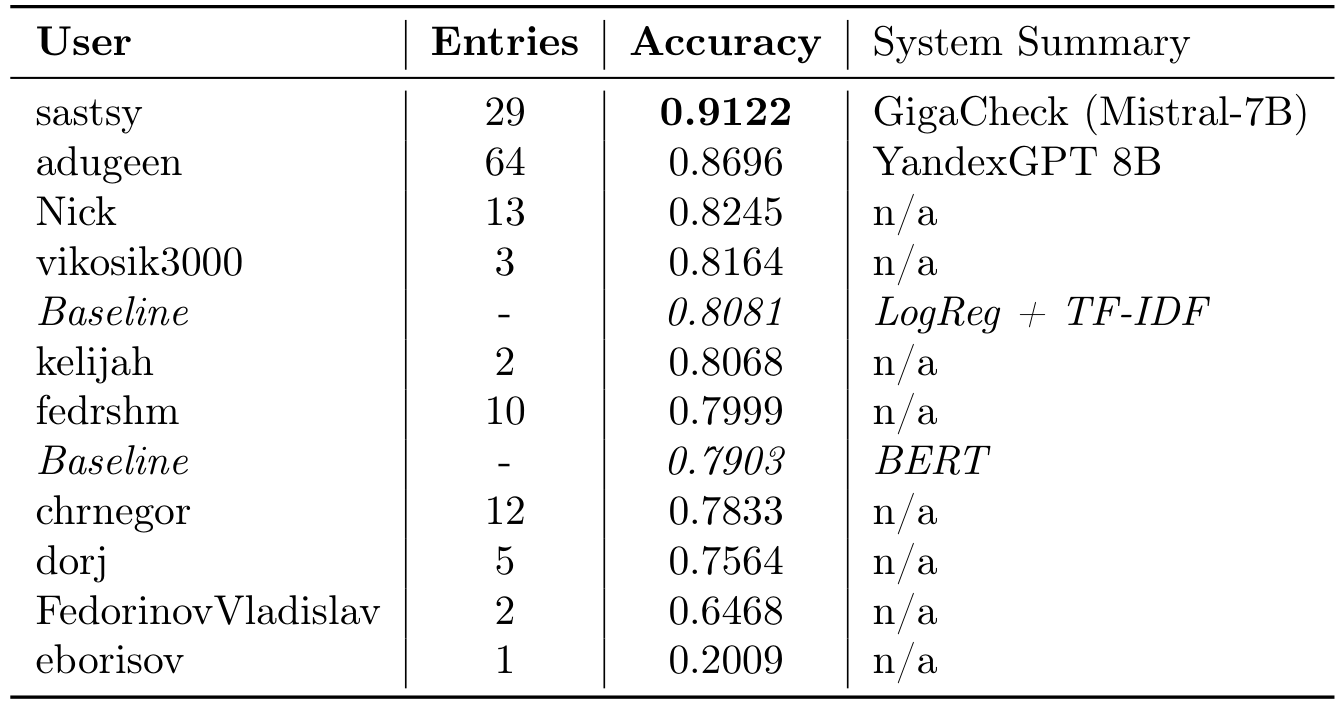 User Entries Accuracy System Summary
sastsy 29 0.9122 GigaCheck (Mistral-7B)
adugeen 64 0.8696 YandexGPT 8B
Nick 13 0.8245 n/a
vikosik3000 3 0.8164 n/a
Baseline - 0.8081 LogReg + TF-IDF
kelijah 2 0.8068 n/a
fedrshm 10 0.7999 n/a
Baseline - 0.7903 BERT
chrnegor 12 0.7833 n/a
dorj 5 0.7564 n/a
FedorinovVladislav 2 0.6468 n/a
eborisov 1 0.2009 n/a